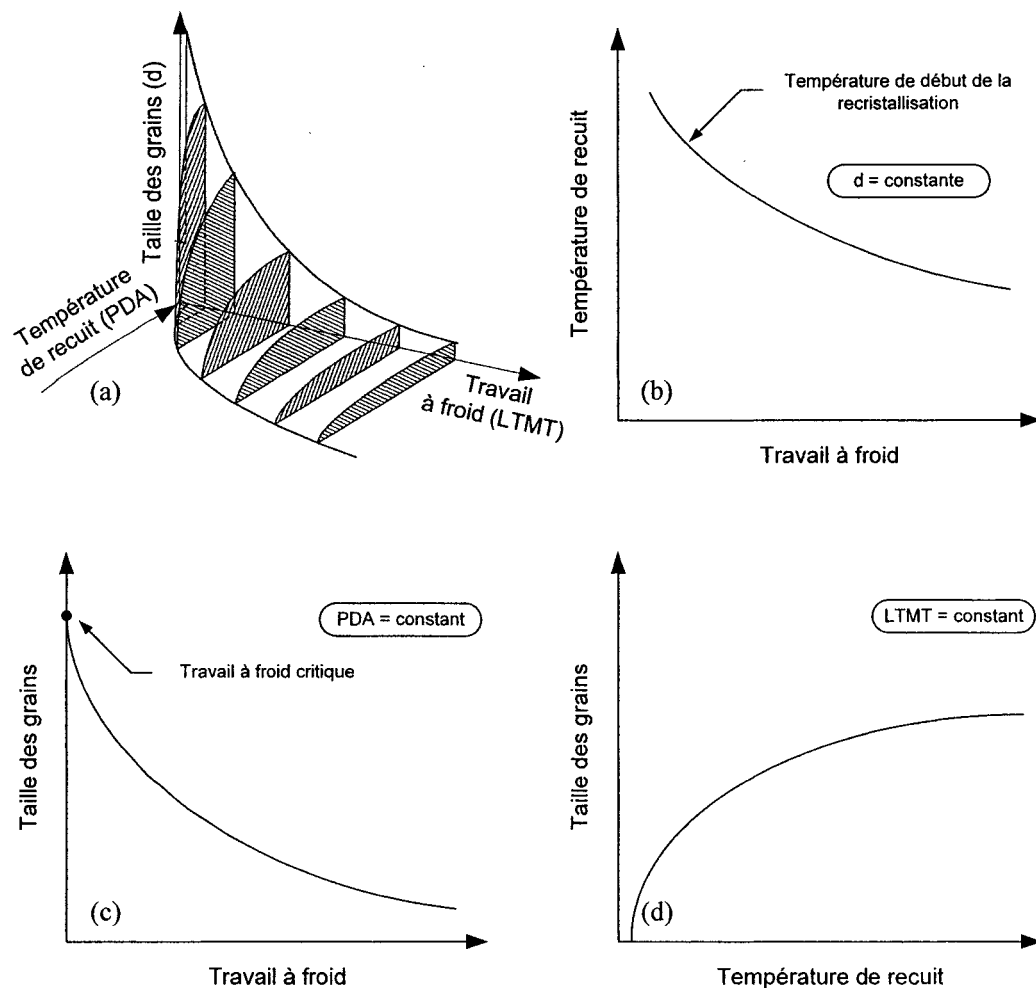 Taille des grains (d)
Température
de recuit (PDA)
Travail
à froid (LTMT)
(a)
Température de recuit
Température de début de la
recristallisation
d = constante
(b)
Travail à froid
Taille des grains
PDA = constant
Travail à froid critique
(c)
Travail à froid
Taille des grains
LTMT = constant
(d)
Température de recuit